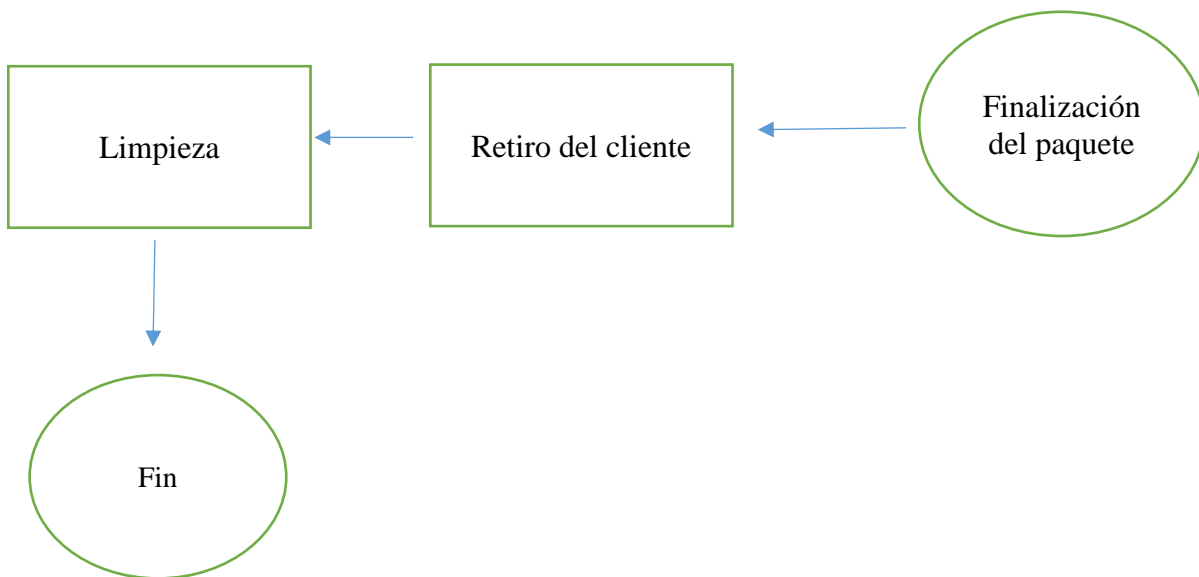 Limpieza
Retiro del cliente
Finalización
del paquete
Fin